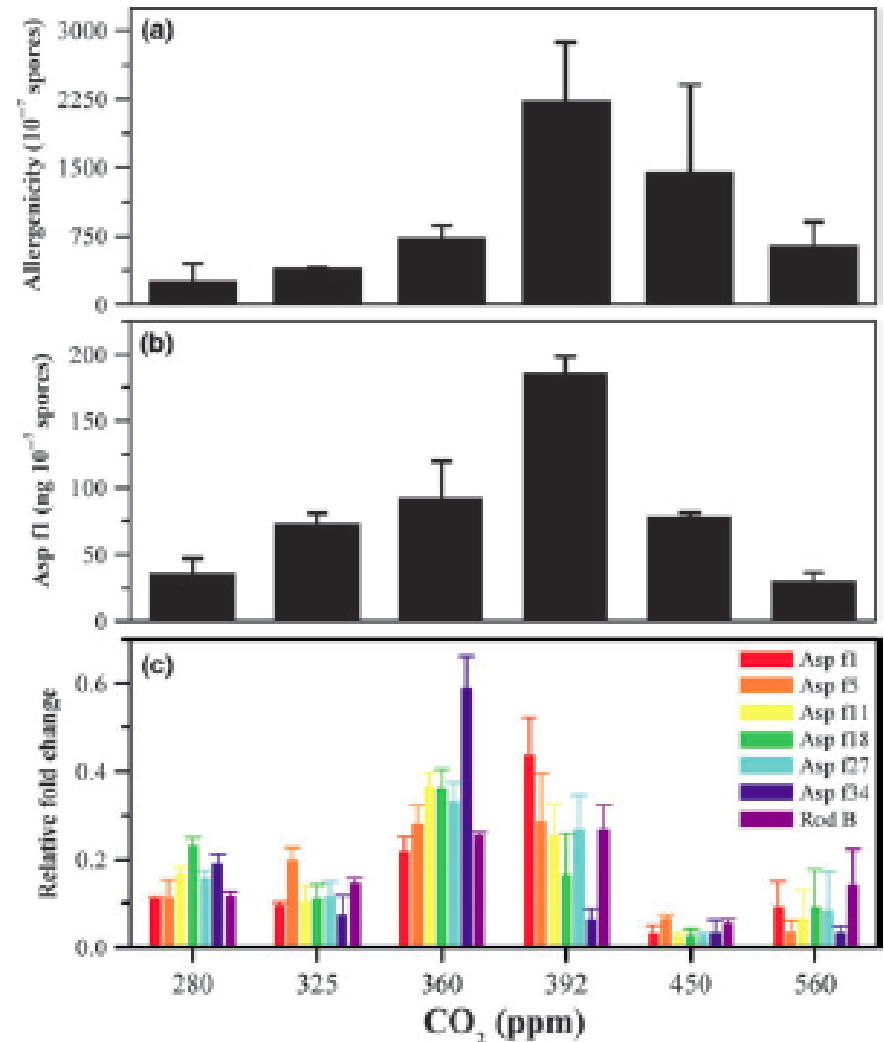 (a)
Allergenicity (10⁻⁷ spores)
3000
2250
1500
750
0
(b)
Asp f1 (ng 10⁻⁷ spores)
200
150
100
50
0
(c)
Relative fold change
0.6
0.4
0.2
0.0
Asp f1
Asp f5
Asp f11
Asp f18
Asp f27
Asp f34
Rod B
280 325 360 392 450 560
CO₂ (ppm)